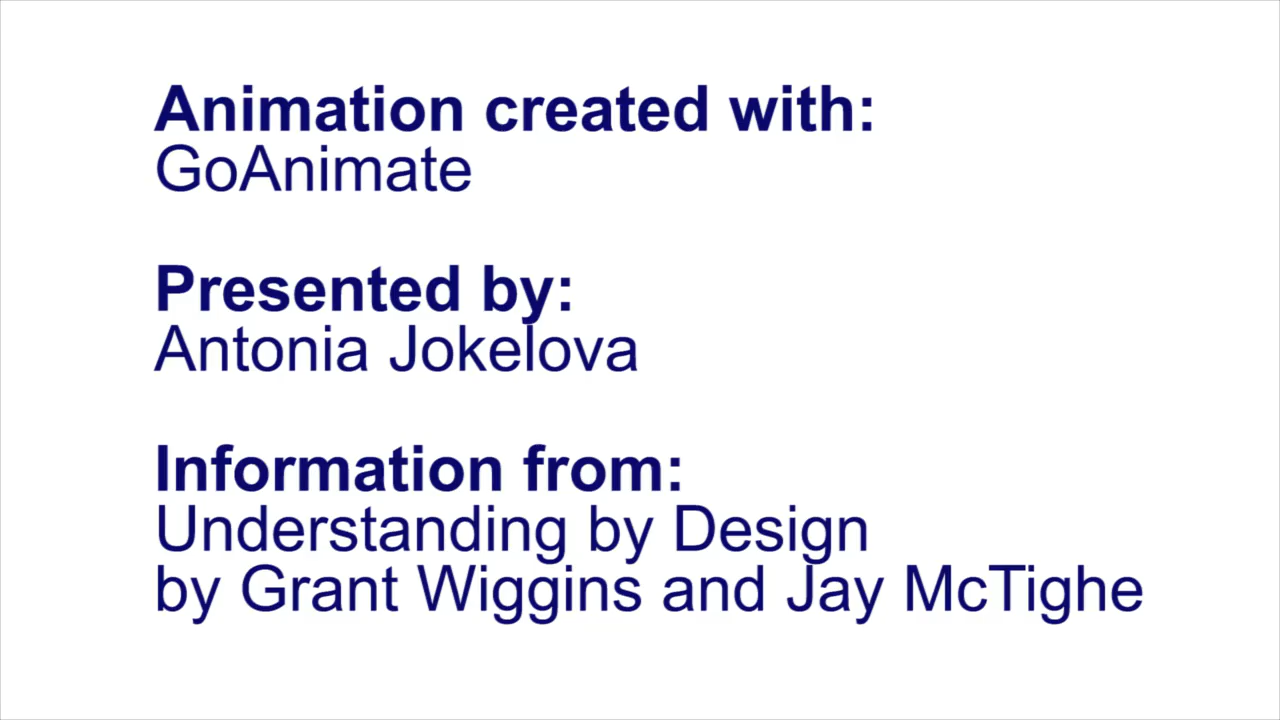 Animation created with:
GoAnimate
Presented by:
Antonia Jokelova
Information from:
Understanding by Design
by Grant Wiggins and Jay McTighe